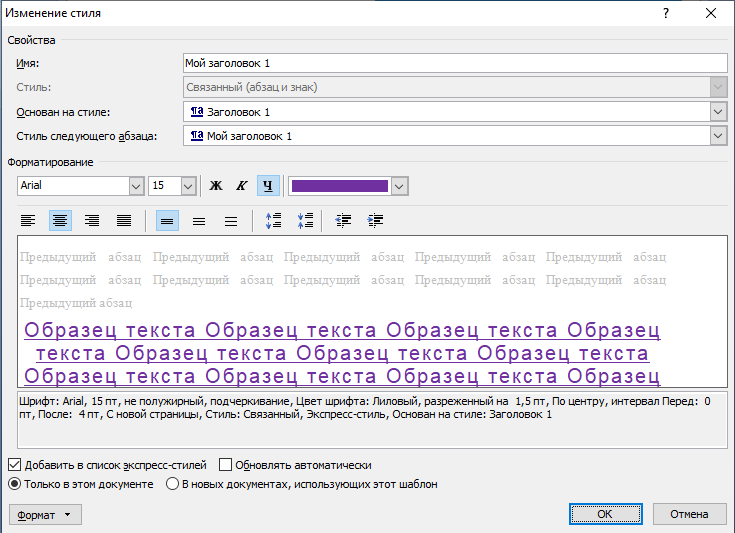 Изменение стиля ?
Свойства
Имя: Мой заголовок 1
Стиль: Связанный (абзац и знак)
Основан на стиле: ¶a Заголовок 1
Стиль следующего абзаца: ¶a Мой заголовок 1
Форматирование
Arial 15 Ж К Ч
Предыдущий абзац Предыдущий абзац Предыдущий абзац Предыдущий абзац Предыдущий абзац
Предыдущий абзац Предыдущий абзац Предыдущий абзац Предыдущий абзац Предыдущий абзац
Предыдущий абзац
Образец текста Образец текста Образец текста Образец
текста Образец текста Образец текста Образец текста
Образец текста Образец текста Образец текста Образец
Шрифт: Arial, 15 пт, не полужирный, подчеркивание, Цвет шрифта: Лиловый, разреженный на 1,5 пт, По центру, интервал Перед: 0
пт, После: 4 пт, С новой страницы, Стиль: Связанный, Экспресс-стиль, Основан на стиле: Заголовок 1
Добавить в список экспресс-стилей Обновлять автоматически
Только в этом документе В новых документах, использующих этот шаблон
Формат OK Отмена